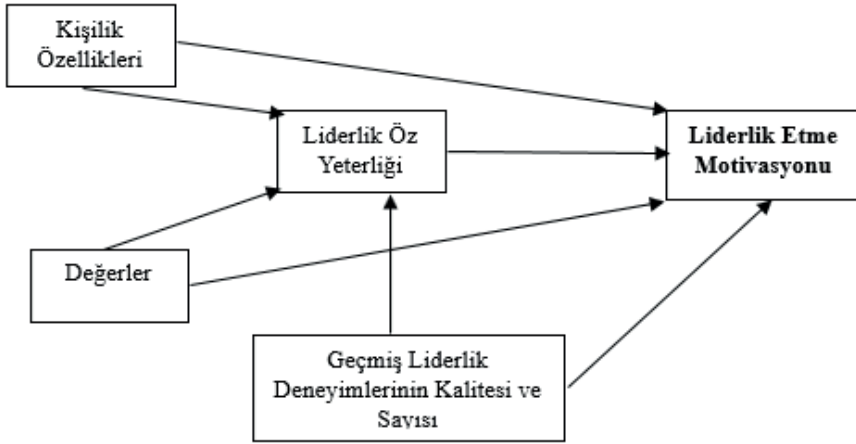 Kişilik
Özellikleri
Liderlik Öz
Yeterliği
Liderlik Etme
Motivasyonu
Değerler
Geçmiş Liderlik
Deneyimlerinin Kalitesi ve
Sayısı